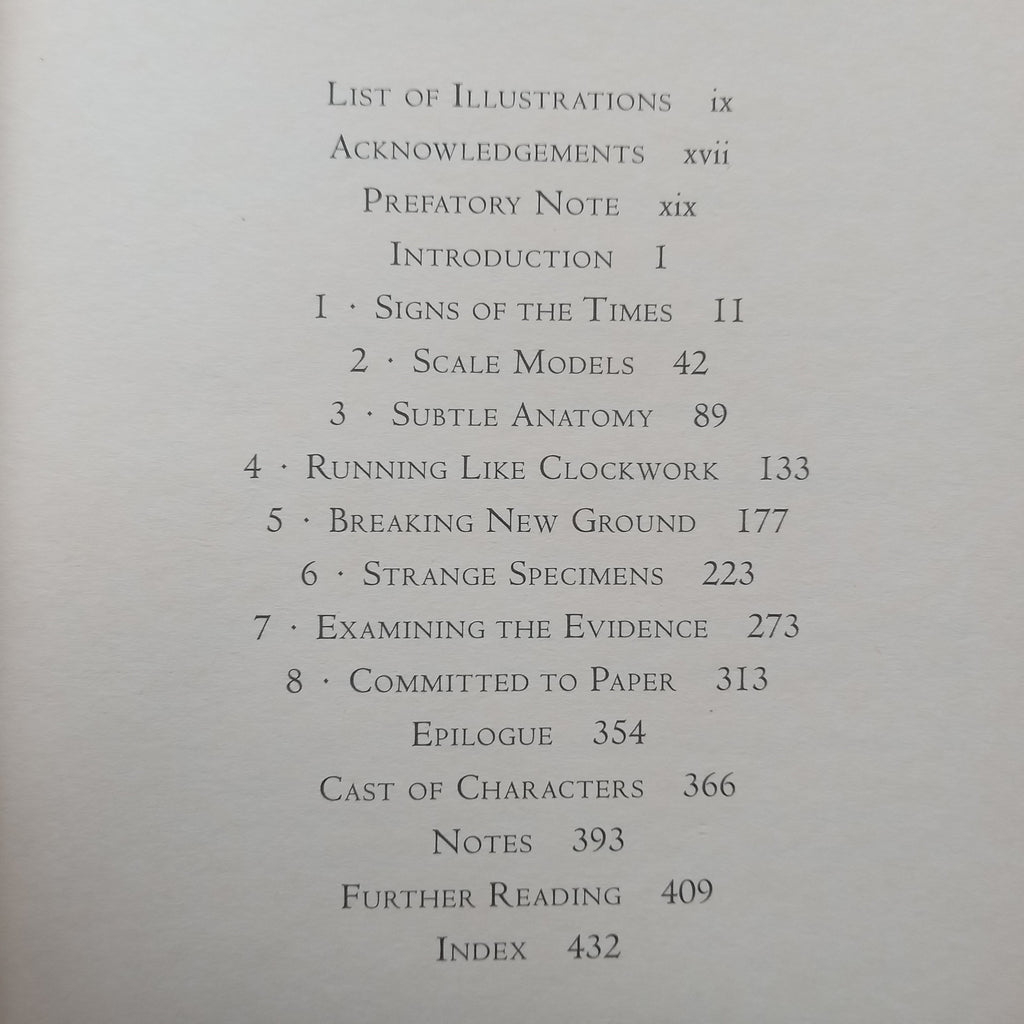 List of Illustrations ix
Acknowledgements xvii
Prefatory Note xix
Introduction 1
1 · Signs of the Times 11
2 · Scale Models 42
3 · Subtle Anatomy 89
4 · Running Like Clockwork 133
5 · Breaking New Ground 177
6 · Strange Specimens 223
7 · Examining the Evidence 273
8 · Committed to Paper 313
Epilogue 354
Cast of Characters 366
Notes 393
Further Reading 409
Index 432